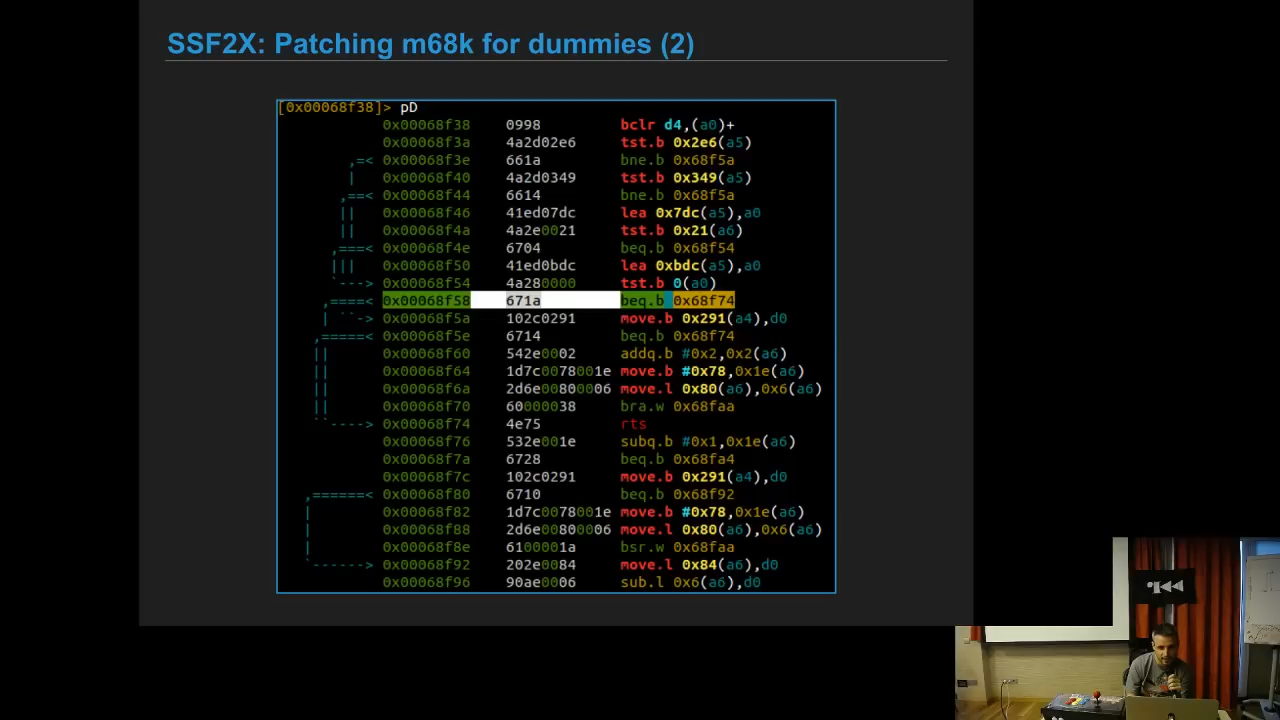 SSF2X: Patching m68k for dummies (2)
[0x00068f38]> pD
0x00068f38 0998 bclr d4,(a0)+
0x00068f3a 4a2d02e6 tst.b 0x2e6(a5)
,=< 0x00068f3e 661a bne.b 0x68f5a
| 0x00068f40 4a2d0349 tst.b 0x349(a5)
,==< 0x00068f44 6614 bne.b 0x68f5a
|| 0x00068f46 41ed07dc lea 0x7dc(a5),a0
|| 0x00068f4a 4a2e0021 tst.b 0x21(a6)
,===< 0x00068f4e 6704 beq.b 0x68f54
||| 0x00068f50 41ed0bdc lea 0xbdc(a5),a0
`---> 0x00068f54 4a280000 tst.b 0(a0)
,====< 0x00068f58 671a beq.b 0x68f74
| ``-> 0x00068f5a 102c0291 move.b 0x291(a4),d0
,=====< 0x00068f5e 6714 beq.b 0x68f74
|| 0x00068f60 542e0002 addq.b #0x2,0x2(a6)
|| 0x00068f64 1d7c0078001e move.b #0x78,0x1e(a6)
|| 0x00068f6a 2d6e00800006 move.l 0x80(a6),0x6(a6)
|| 0x00068f70 60000038 bra.w 0x68faa
``----> 0x00068f74 4e75 rts
0x00068f76 532e001e subq.b #0x1,0x1e(a6)
0x00068f7a 6728 beq.b 0x68fa4
0x00068f7c 102c0291 move.b 0x291(a4),d0
,======< 0x00068f80 6710 beq.b 0x68f92
| 0x00068f82 1d7c0078001e move.b #0x78,0x1e(a6)
| 0x00068f88 2d6e00800006 move.l 0x80(a6),0x6(a6)
| 0x00068f8e 6100001a bsr.w 0x68faa
`------> 0x00068f92 202e0084 move.l 0x84(a6),d0
0x00068f96 90ae0006 sub.l 0x6(a6),d0